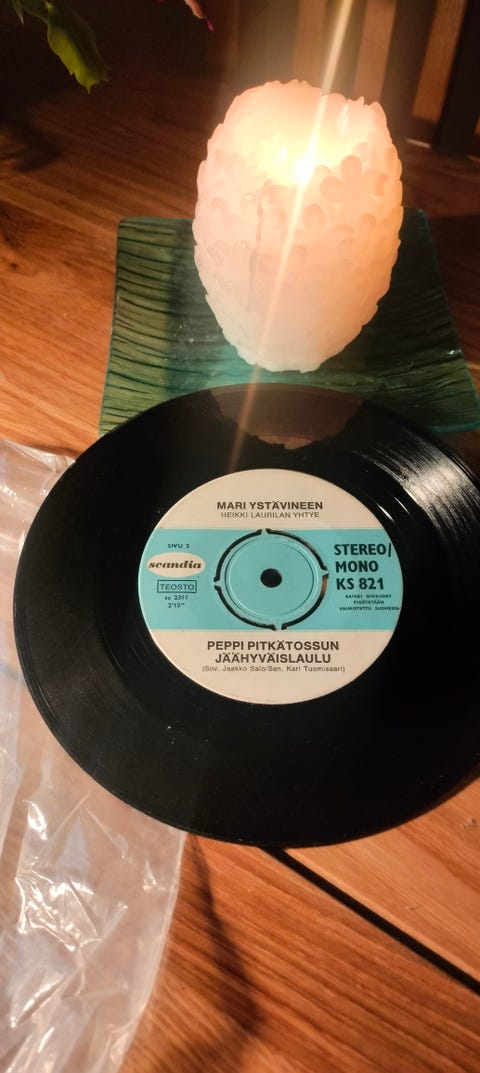 MARI YSTÄVINEEN
HEIKKI LAURILAN YHTYE
SIVU 2
scandia
TEOSTO
sc 2311
2'15"
STEREO/
MONO
KS 821
KAIKKI OIKEUDET
PIDÄTETÄÄN
VALMISTETTU SUOMESSA
PEPPI PITKÄTOSSUN
JÄÄHYVÄISLAULU
(Sov. Jaakko Salo/San. Kari Tuomisaari)